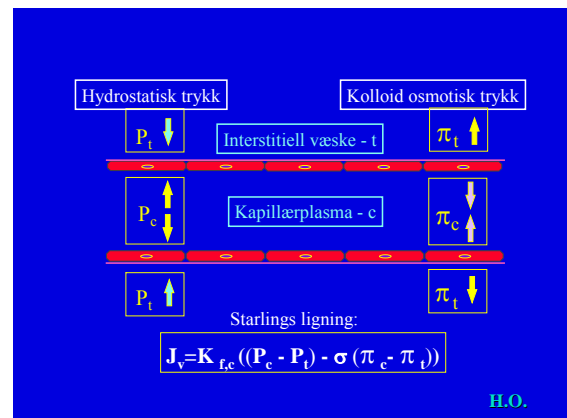 Hydrostatisk trykk
Kolloid osmotisk trykk
Pt
Interstitiell væske - t
πt
Pc
Kapillærplasma - c
πc
Pt
πt
Starlings ligning:
Jv=K f,c ((Pc - Pt) - σ (πc- πt))
H.O.